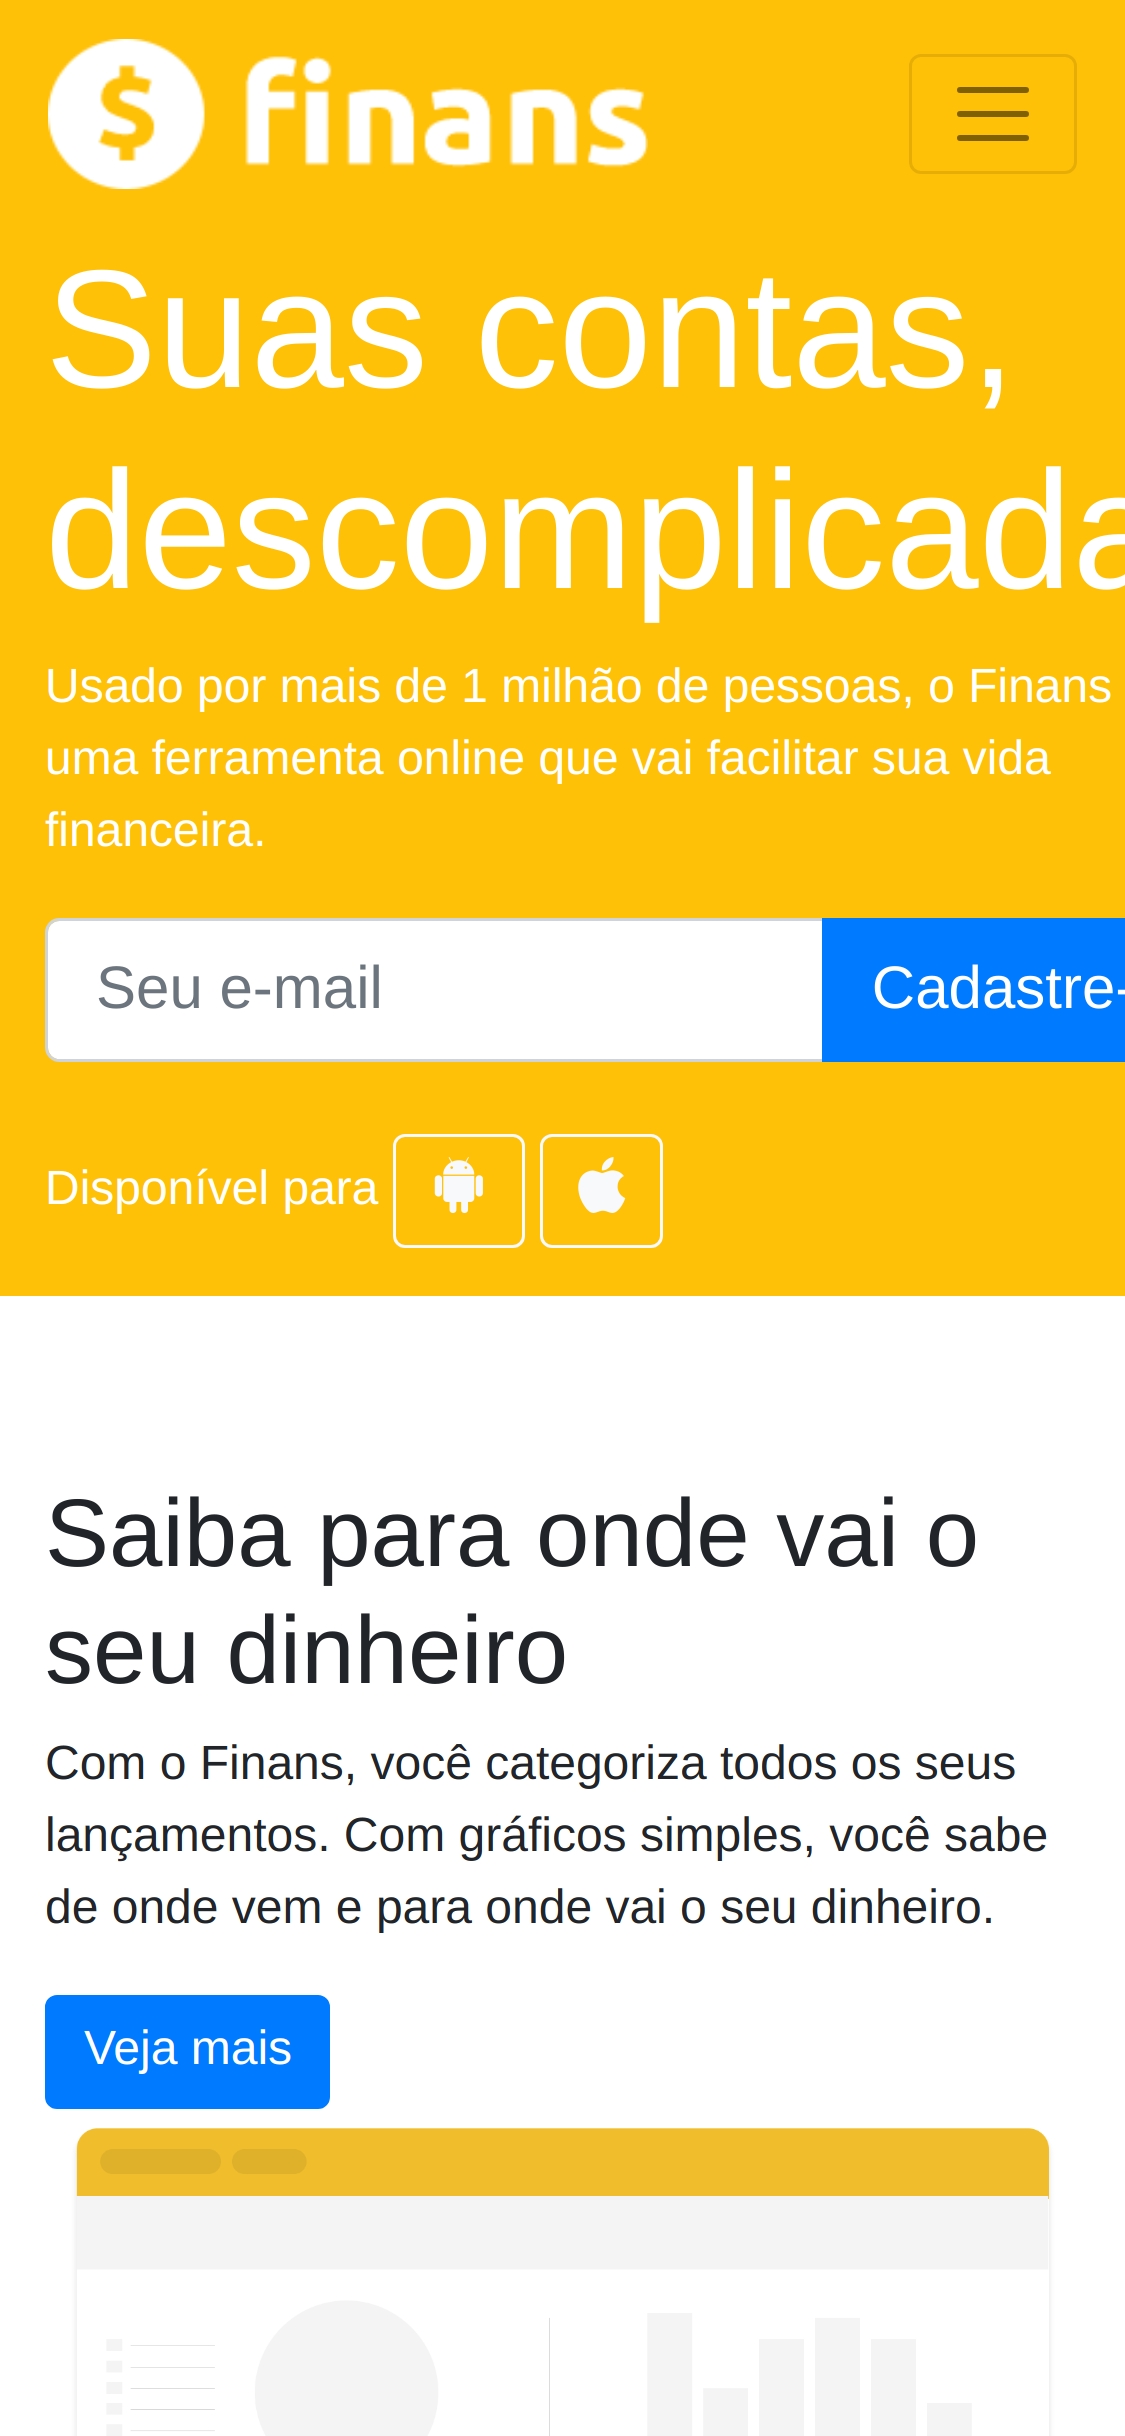 $ finans
Suas contas,
descomplicada
Usado por mais de 1 milhão de pessoas, o Finans
uma ferramenta online que vai facilitar sua vida
financeira.
Seu e-mail
Cadastre-
Disponível para
Saiba para onde vai o
seu dinheiro
Com o Finans, você categoriza todos os seus
lançamentos. Com gráficos simples, você sabe
de onde vem e para onde vai o seu dinheiro.
Veja mais